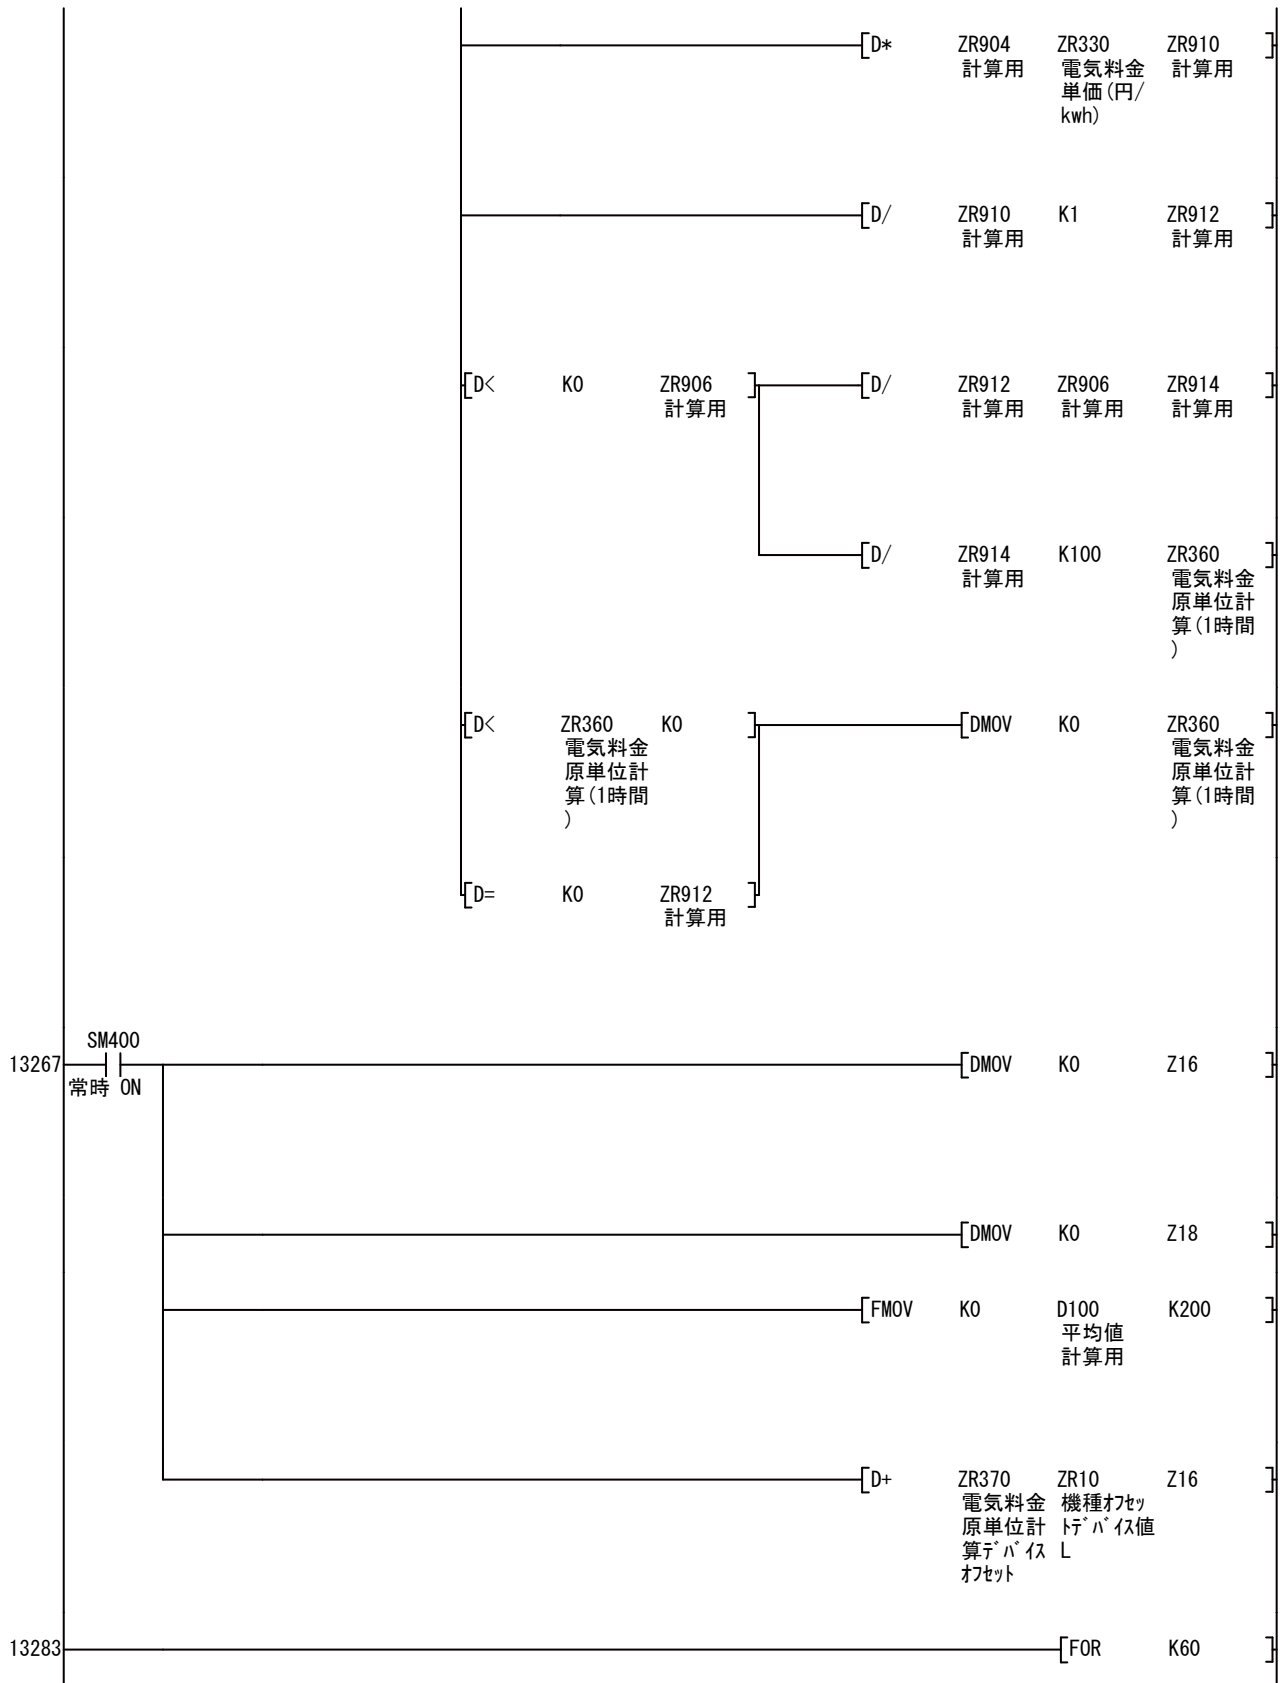 [D* ZR904 ZR330 ZR910 ]
計算用 電気料金 計算用
単価(円/
kwh)
[D/ ZR910 K1 ZR912 ]
計算用 計算用
[D< K0 ZR906 ] [D/ ZR912 ZR906 ZR914 ]
計算用 計算用 計算用 計算用
[D/ ZR914 K100 ZR360 ]
計算用 電気料金
原単位計
算(1時間
)
[D< ZR360 K0 ] [DMOV K0 ZR360 ]
電気料金 電気料金
原単位計 原単位計
算(1時間 算(1時間
) )
[D= K0 ZR912 ]
計算用
SM400
13267 [DMOV K0 Z16 ]
常時 ON
[DMOV K0 Z18 ]
[FMOV K0 D100 K200 ]
平均値
計算用
[D+ ZR370 ZR10 Z16 ]
電気料金 機種ｵﾌｾｯ
原単位計 ﾄﾃﾞﾊﾞｲｽ値
算ﾃﾞﾊﾞｲｽ L
ｵﾌｾｯﾄ
13283 [FOR K60 ]